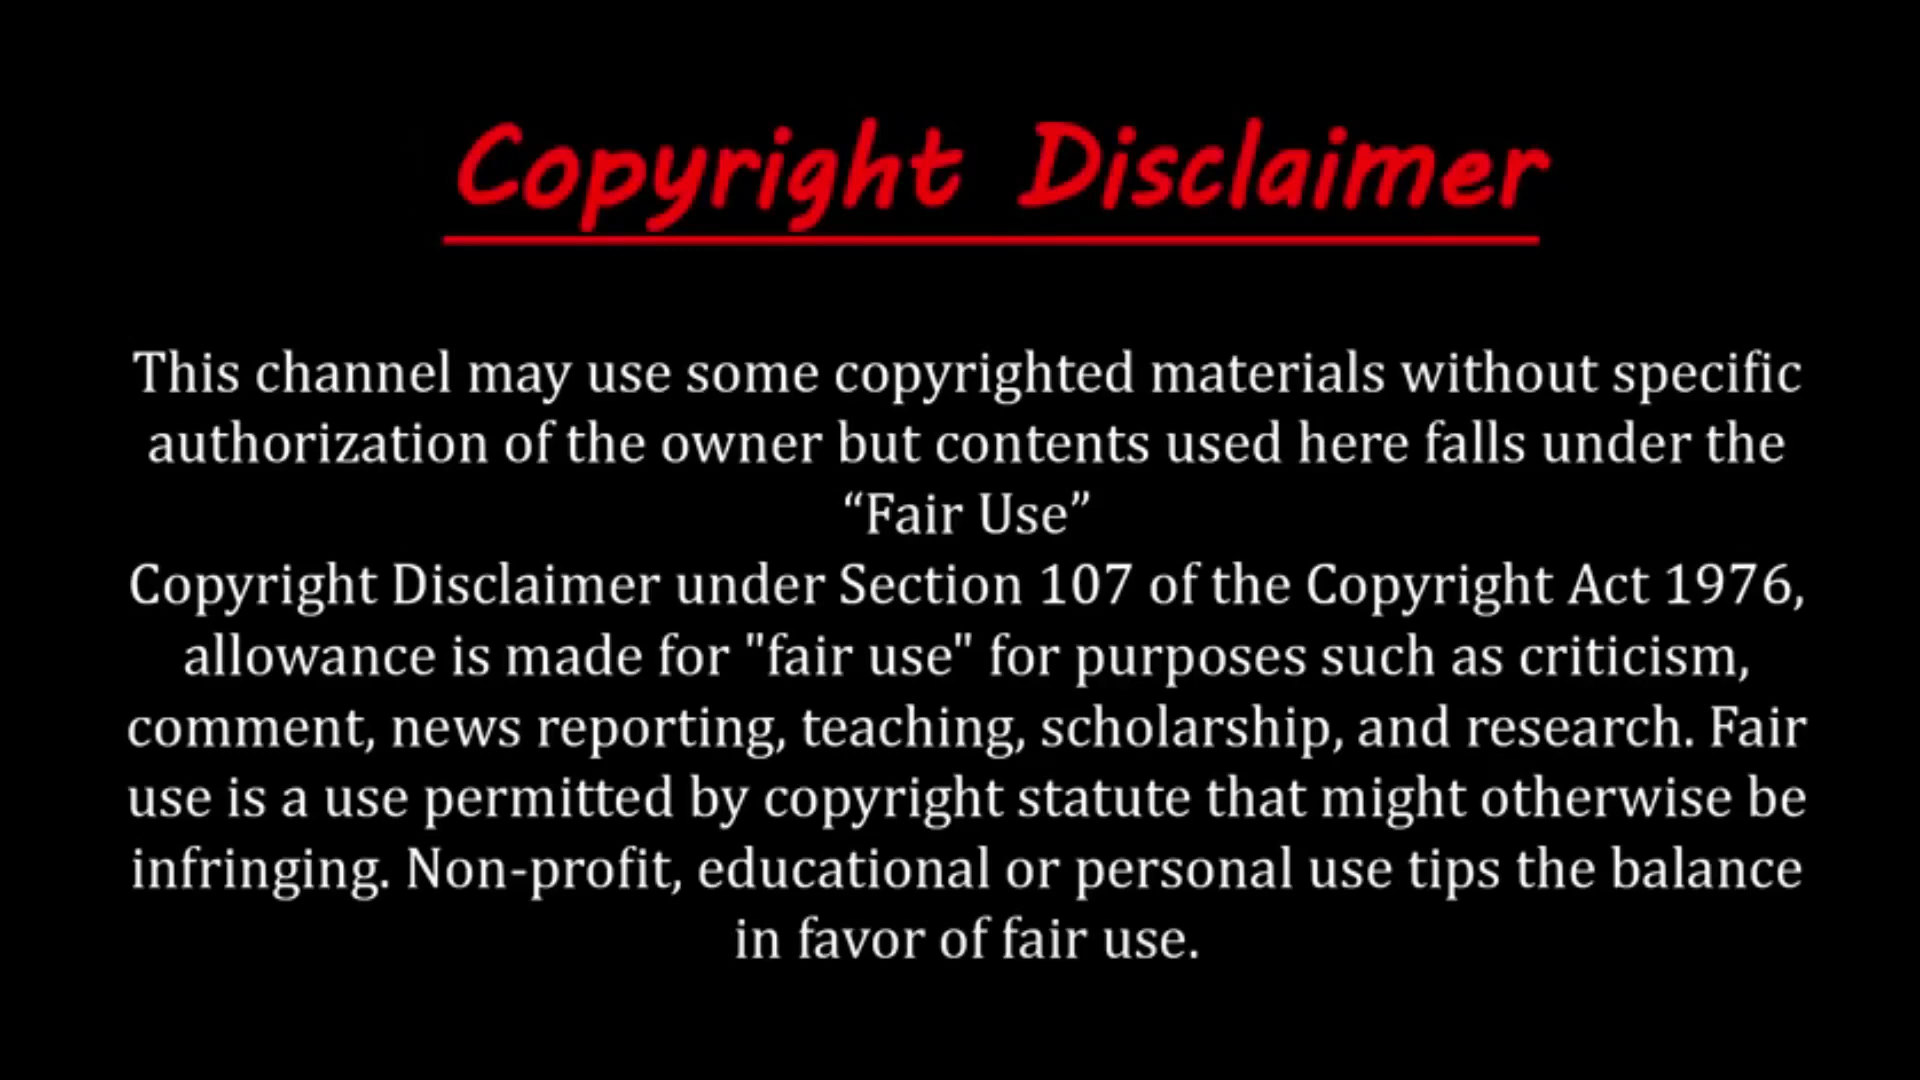 Copyright Disclaimer
This channel may use some copyrighted materials without specific
authorization of the owner but contents used here falls under the
“Fair Use”
Copyright Disclaimer under Section 107 of the Copyright Act 1976,
allowance is made for "fair use" for purposes such as criticism,
comment, news reporting, teaching, scholarship, and research. Fair
use is a use permitted by copyright statute that might otherwise be
infringing. Non-profit, educational or personal use tips the balance
in favor of fair use.